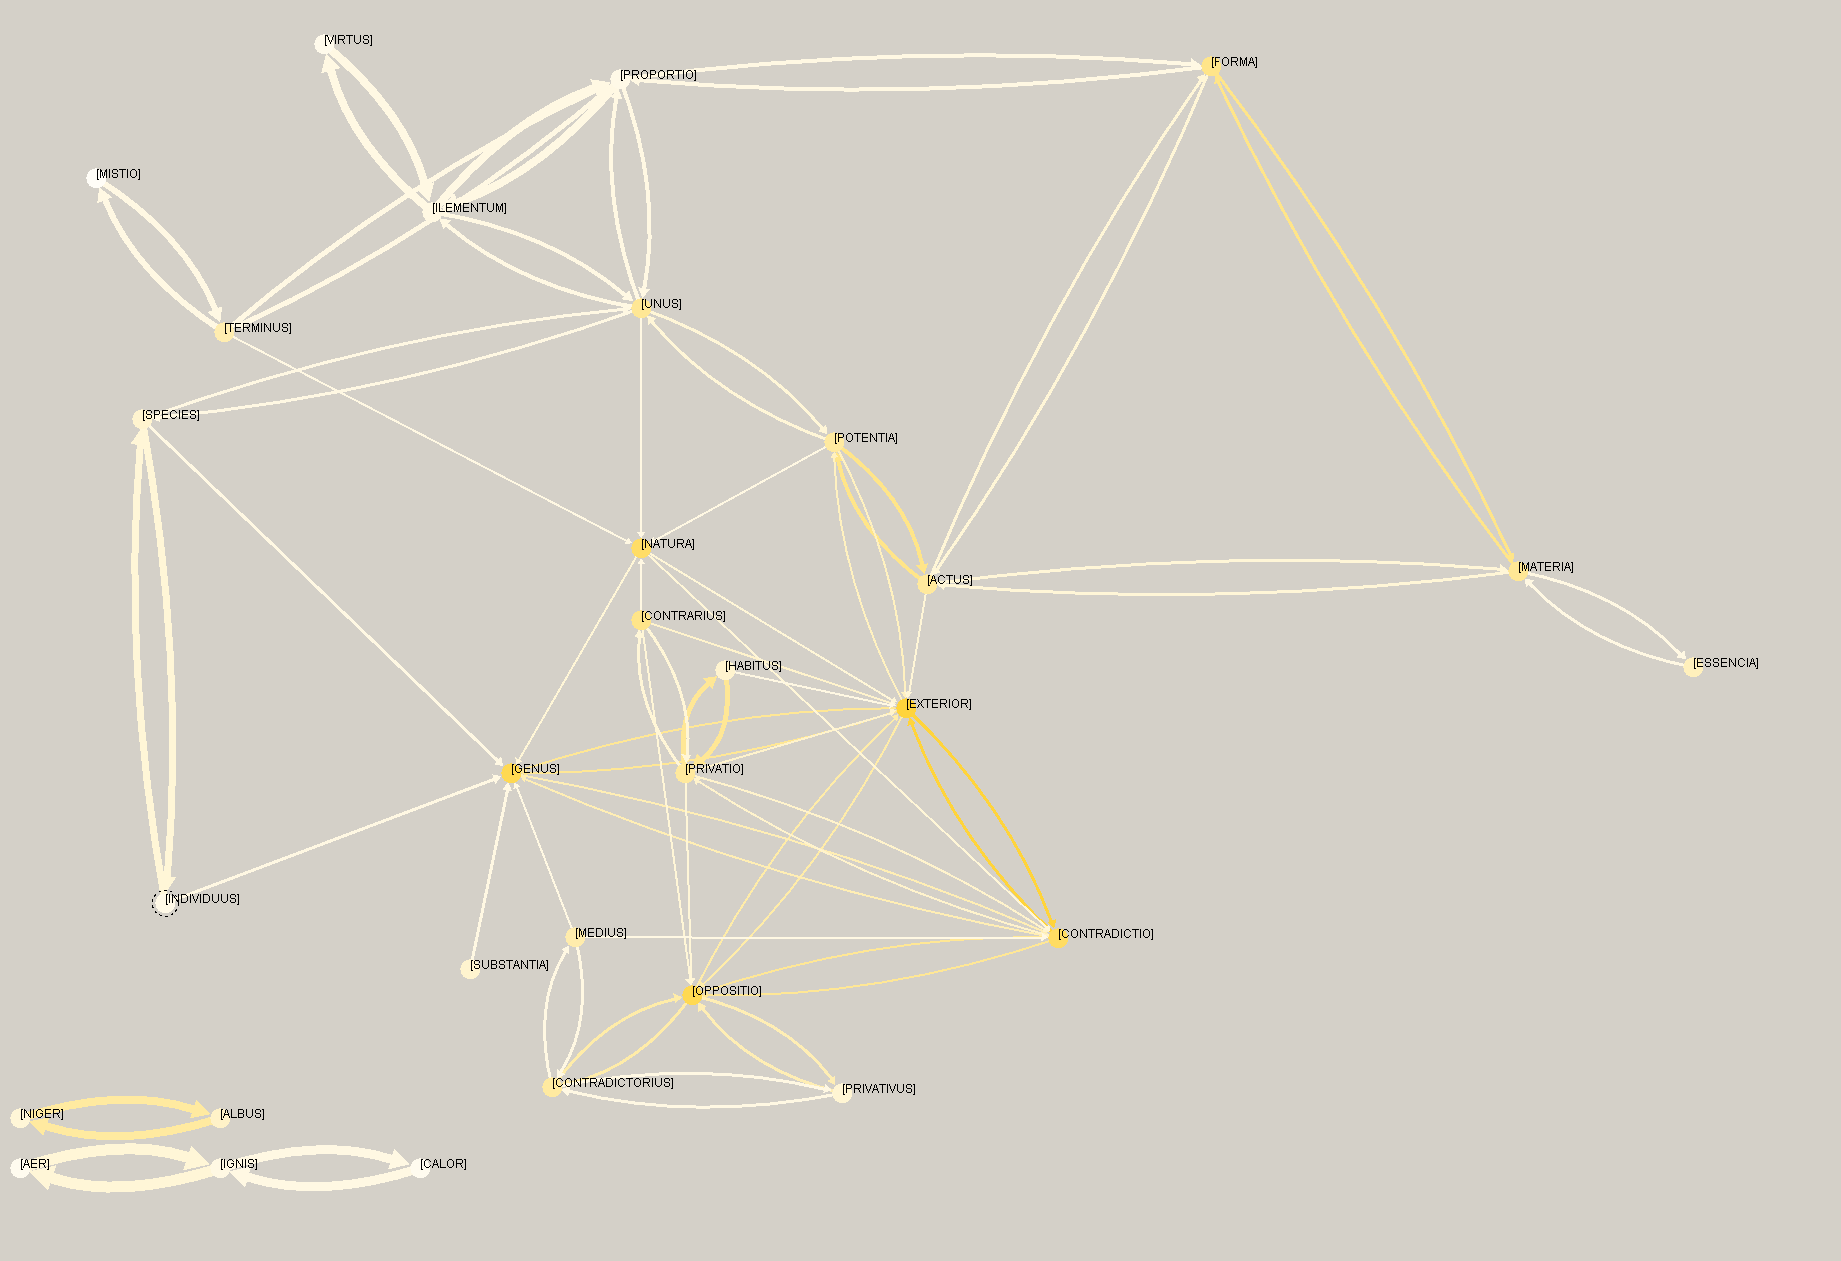 [VIRTUS]
[FORMA]
[PROPORTIO]
[MISTIO]
[ILEMENTUM]
[UNUS]
[TERMINUS]
[SPECIES]
[POTENTIA]
[NATURA]
[MATERIA]
[ACTUS]
[CONTRARIUS]
[ESSENCIA]
[HABITUS]
[EXTERIOR]
[GENUS]
[PRIVATIO]
[INDIVIDUUS]
[MEDIUS]
[CONTRADICTIO]
[SUBSTANTIA]
[OPPOSITIO]
[CONTRADICTORIUS]
[PRIVATIVUS]
[NIGER]
[ALBUS]
[AER]
[IGNIS]
[CALOR]